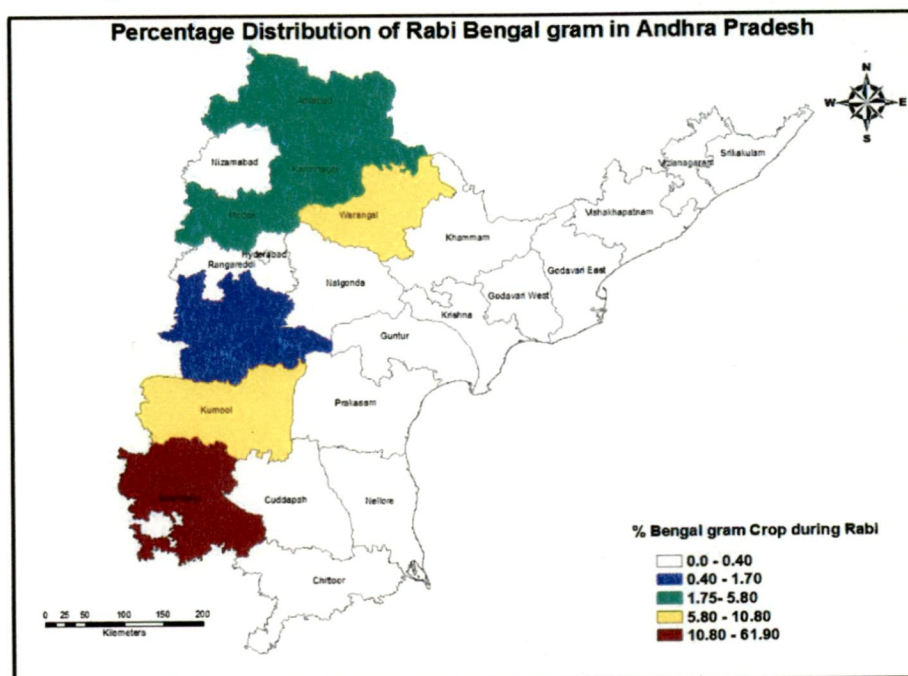 Percentage Distribution of Rabi Bengal gram in Andhra Pradesh
N
W E
S
Adilabad
Nizamabad
Karimnagar
Medak
Warangal
Srikakulam
Vizianagaram
Vishakhapatnam
Khammam
Hyderabad
Rangareddi
Nalgonda
Godavari East
Godavari West
Krishna
Guntur
Kurnool
Prakasam
Cuddapah
Nellore
Chittoor
% Bengal gram Crop during Rabi
0.0 - 0.40
0.40 - 1.70
1.75- 5.80
5.80 - 10.80
10.80 - 61.90
0 25 50 100 150 200
Kilometers